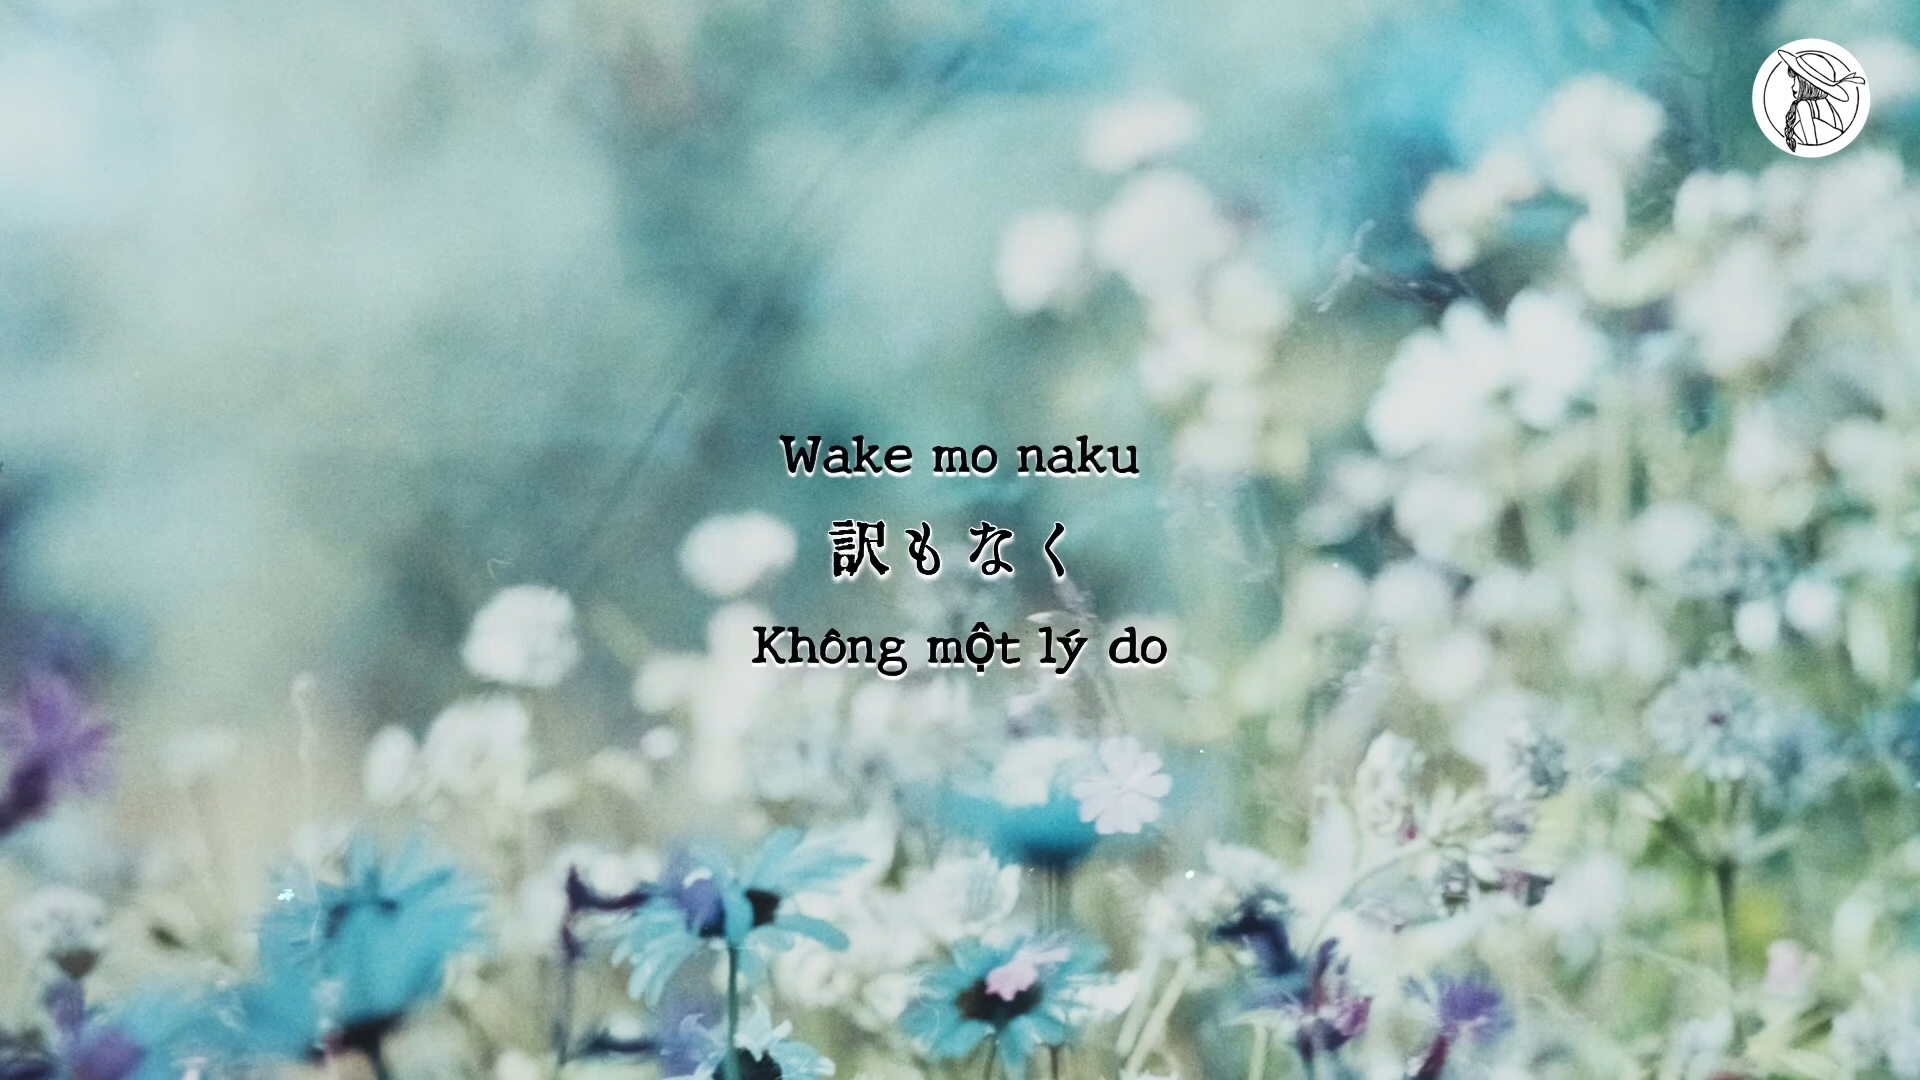 Wake mo naku
訳もなく
Không một lý do